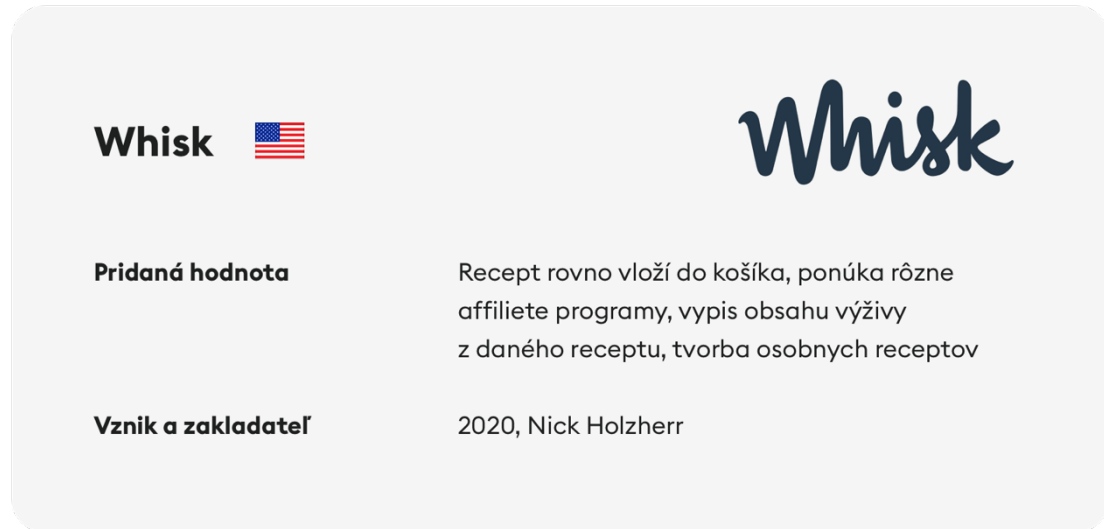 Whisk
Whisk
Pridaná hodnota
Recept rovno vloží do košíka, ponúka rôzne
affiliete programy, vypis obsahu výživy
z daného receptu, tvorba osobnych receptov
Vznik a zakladateľ
2020, Nick Holzherr